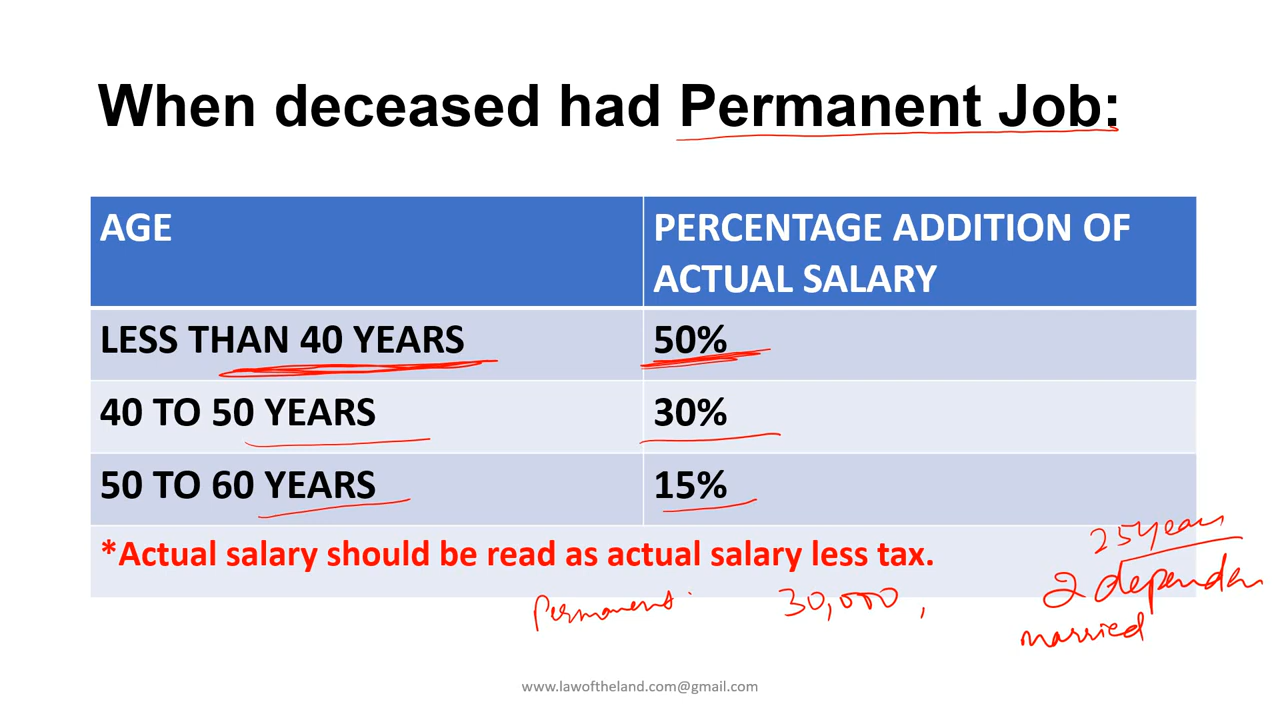 When deceased had Permanent Job:
AGE
PERCENTAGE ADDITION OF
ACTUAL SALARY
LESS THAN 40 YEARS
50%
40 TO 50 YEARS
30%
50 TO 60 YEARS
15%
*Actual salary should be read as actual salary less tax.
25 years
2 dependen
permanent 30,000,
married
www.lawoftheland.com@gmail.com